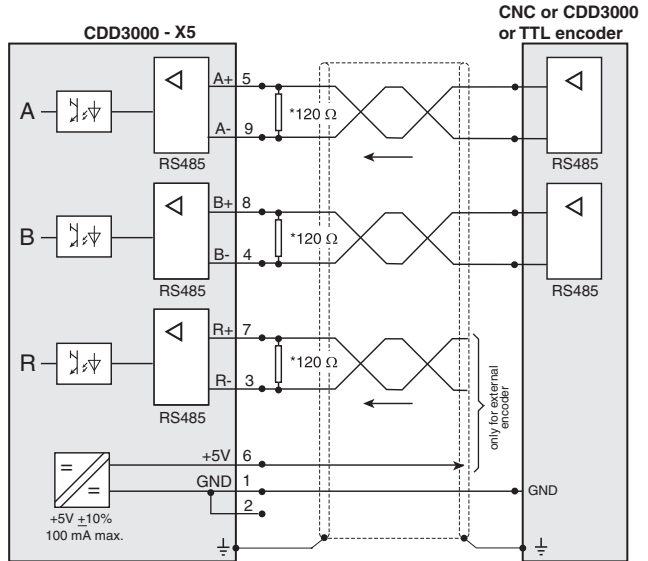 CDD3000 - X5
CNC or CDD3000
or TTL encoder
A
A+ 5
*120 Ω
A- 9
RS485
RS485
B
B+ 8
*120 Ω
B- 4
RS485
RS485
R
R+ 7
*120 Ω
R- 3
RS485
only for external
encoder
+5V 6
GND 1
GND
2
+5V ±10%
100 mA max.